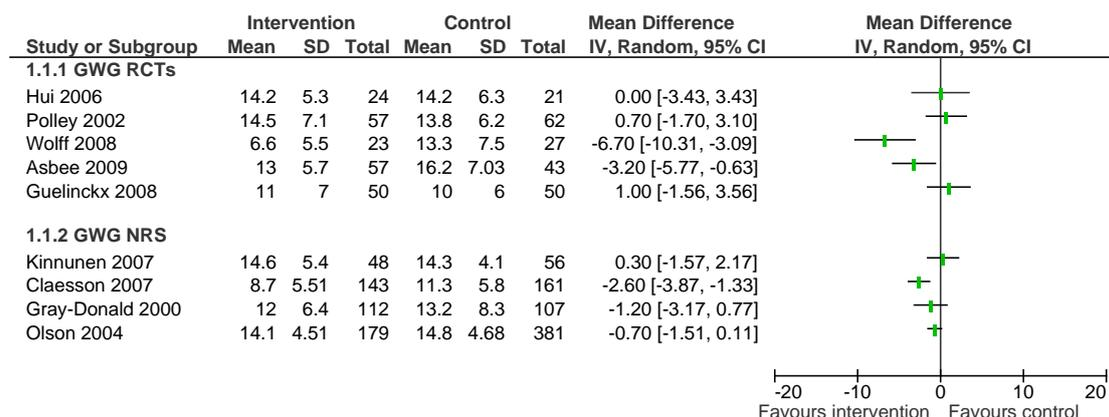 Intervention Control Mean Difference Mean Difference
Study or Subgroup Mean SD Total Mean SD Total IV, Random, 95% CI IV, Random, 95% CI
1.1.1 GWG RCTs
Hui 2006 14.2 5.3 24 14.2 6.3 21 0.00 [-3.43, 3.43]
Polley 2002 14.5 7.1 57 13.8 6.2 62 0.70 [-1.70, 3.10]
Wolff 2008 6.6 5.5 23 13.3 7.5 27 -6.70 [-10.31, -3.09]
Asbee 2009 13 5.7 57 16.2 7.03 43 -3.20 [-5.77, -0.63]
Guelinckx 2008 11 7 50 10 6 50 1.00 [-1.56, 3.56]
1.1.2 GWG NRS
Kinnunen 2007 14.6 5.4 48 14.3 4.1 56 0.30 [-1.57, 2.17]
Claesson 2007 8.7 5.51 143 11.3 5.8 161 -2.60 [-3.87, -1.33]
Gray-Donald 2000 12 6.4 112 13.2 8.3 107 -1.20 [-3.17, 0.77]
Olson 2004 14.1 4.51 179 14.8 4.68 381 -0.70 [-1.51, 0.11]
-20 -10 0 10 20
Favours intervention Favours control